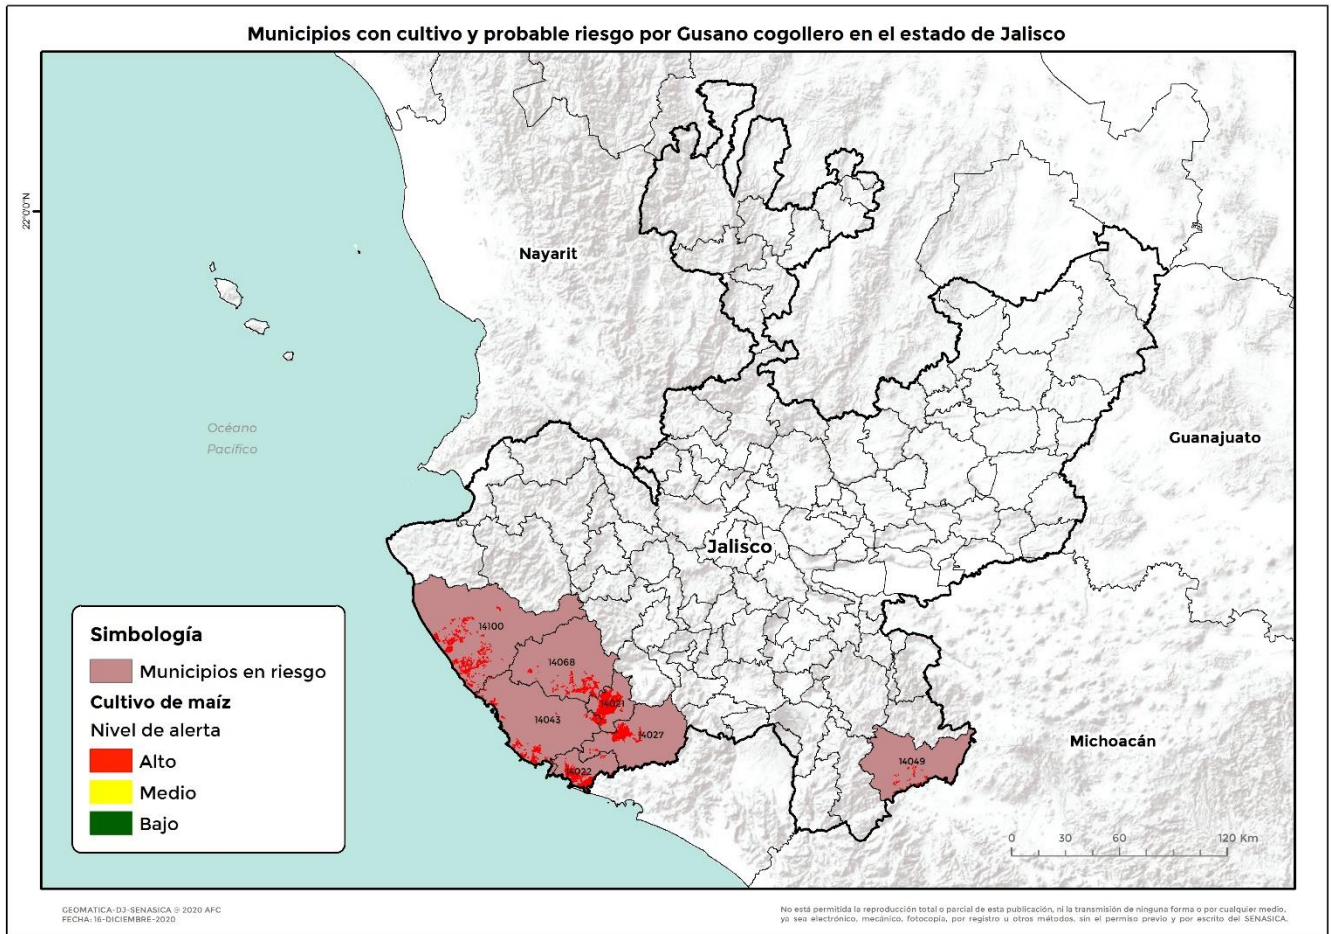 Municipios con cultivo y probable riesgo por Gusano cogollero en el estado de Jalisco
22°0'0"N
Nayarit
Océano
Pacífico
Guanajuato
Jalisco
Simbología
Municipios en riesgo
Cultivo de maíz
Nivel de alerta
Alto
Medio
Bajo
14100
14068
14021
14043
14027
14022
14049
Michoacán
0 30 60 120 Km
GEOMATICA-DJ-SENASICA @ 2020 AFC
FECHA: 16-DICIEMBRE-2020
No está permitida la reproducción total o parcial de esta publicación, ni la transmisión de ninguna forma o por cualquier medio,
ya sea electrónico, mecánico, fotocopia, por registro u otros métodos, sin el permiso previo y por escrito del SENASICA.